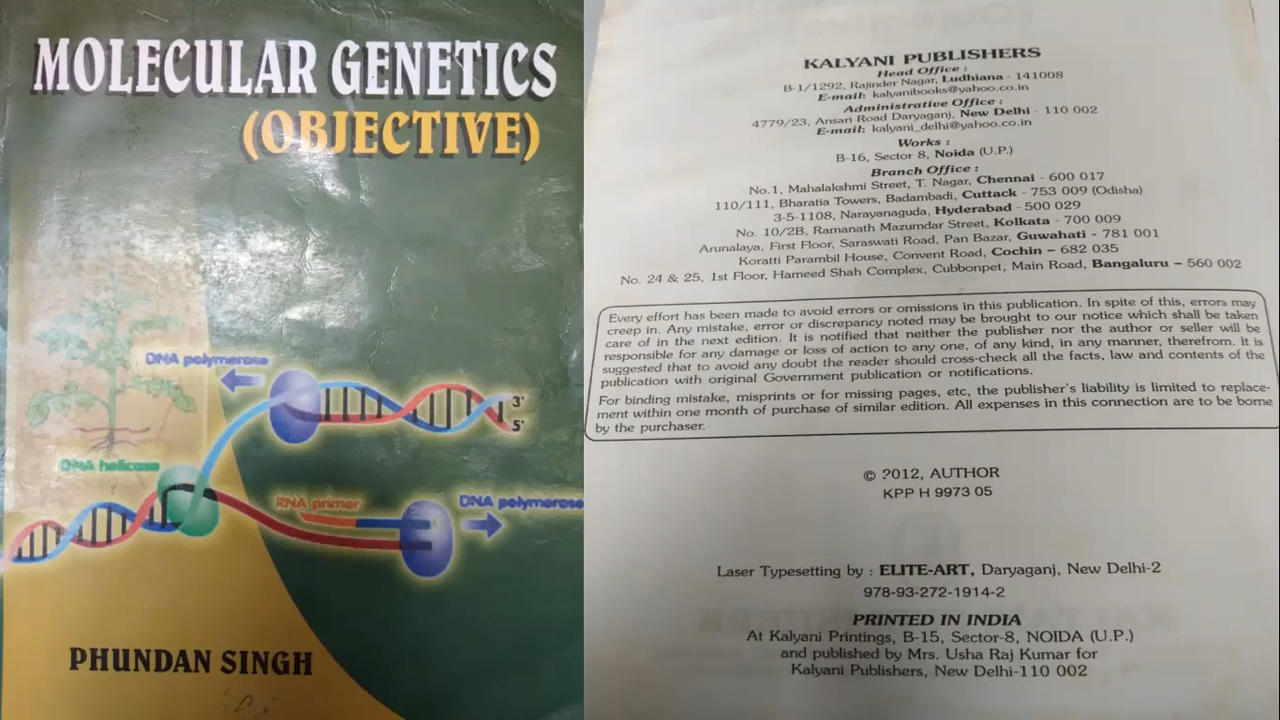 MOLECULAR GENETICS
(OBJECTIVE)
DNA polymerase
3'
5'
DNA helicase
RNA primer
DNA polymerase
PHUNDAN SINGH
KALYANI PUBLISHERS
Head Office :
B-1/1292, Rajinder Nagar, Ludhiana - 141008
E-mail: kalyanibooks@yahoo.co.in
Administrative Office :
4779/23, Ansari Road Daryaganj, New Delhi - 110 002
E-mail: kalyani_delhi@yahoo.co.in
Works :
B-16, Sector 8, Noida (U.P.)
Branch Office :
No.1, Mahalakshmi Street, T. Nagar, Chennai - 600 017
110/111, Bharatia Towers, Badambadi, Cuttack - 753 009 (Odisha)
3-5-1108, Narayanaguda, Hyderabad - 500 029
No. 10/2B, Ramanath Mazumdar Street, Kolkata - 700 009
Arunalaya, First Floor, Saraswati Road, Pan Bazar, Guwahati - 781 001
Koratti Parambil House, Convent Road, Cochin – 682 035
No. 24 & 25, 1st Floor, Hameed Shah Complex, Cubbonpet, Main Road, Bangaluru – 560 002
Every effort has been made to avoid errors or omissions in this publication. In spite of this, errors may
creep in. Any mistake, error or discrepancy noted may be brought to our notice which shall be taken
care of in the next edition. It is notified that neither the publisher nor the author or seller will be
responsible for any damage or loss of action to any one, of any kind, in any manner, therefrom. It is
suggested that to avoid any doubt the reader should cross-check all the facts, law and contents of the
publication with original Government publication or notifications.
For binding mistake, misprints or for missing pages, etc, the publisher's liability is limited to replace-
ment within one month of purchase of similar edition. All expenses in this connection are to be borne
by the purchaser.
© 2012, AUTHOR
KPP H 9973 05
Laser Typesetting by : ELITE-ART, Daryaganj, New Delhi-2
978-93-272-1914-2
PRINTED IN INDIA
At Kalyani Printings, B-15, Sector-8, NOIDA (U.P.)
and published by Mrs. Usha Raj Kumar for
Kalyani Publishers, New Delhi-110 002